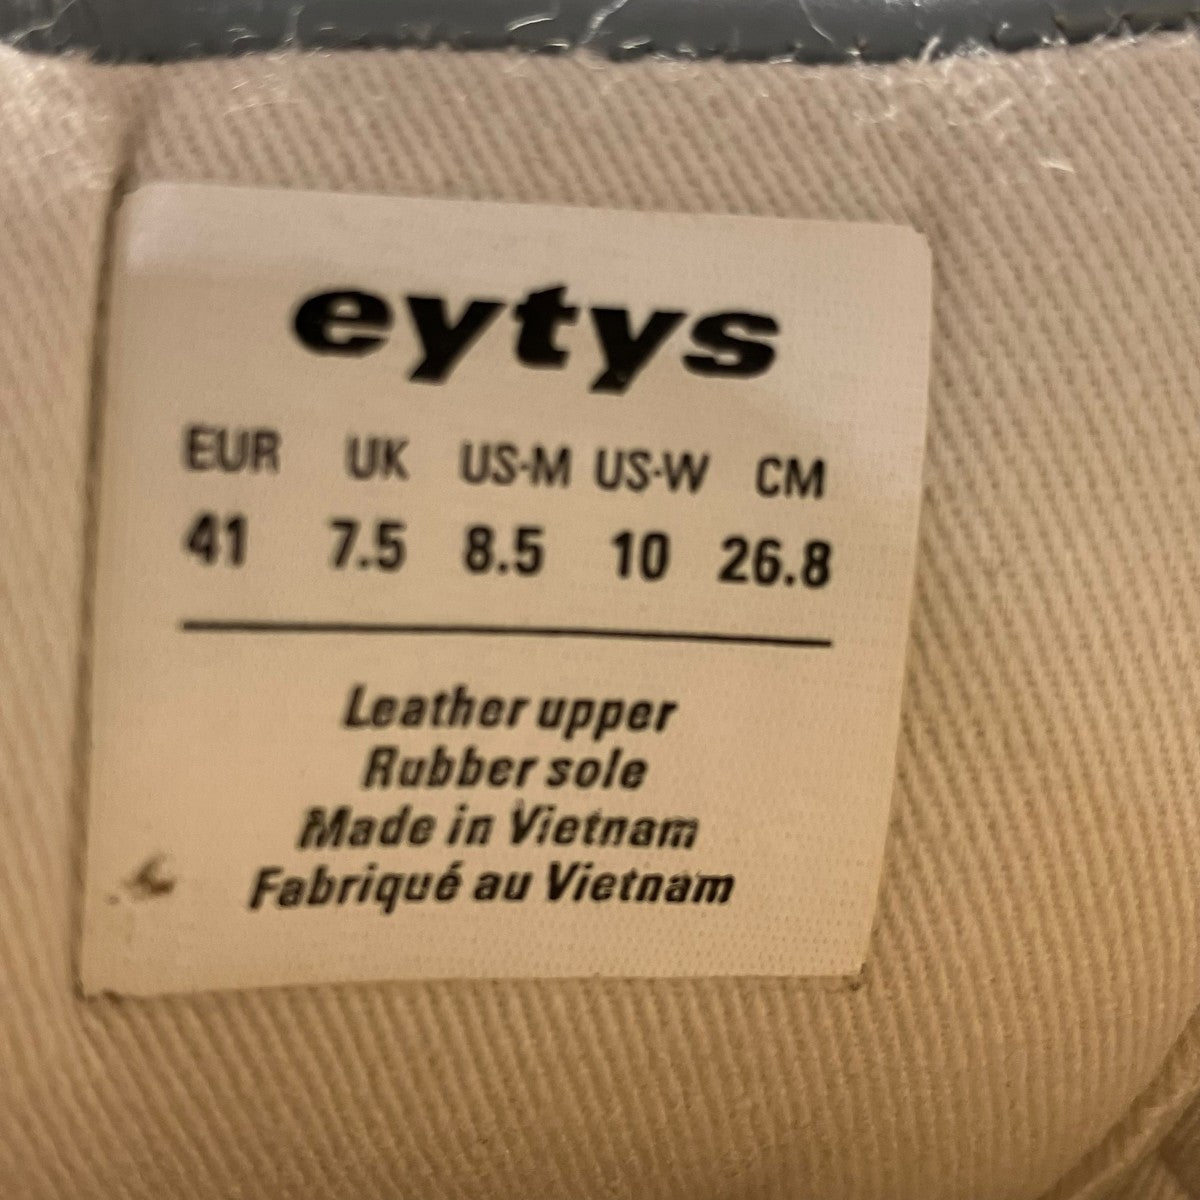 eytys
EUR UK US-M US-W CM
41 7.5 8.5 10 26.8
Leather upper
Rubber sole
Made in Vietnam
Fabriqué au Vietnam